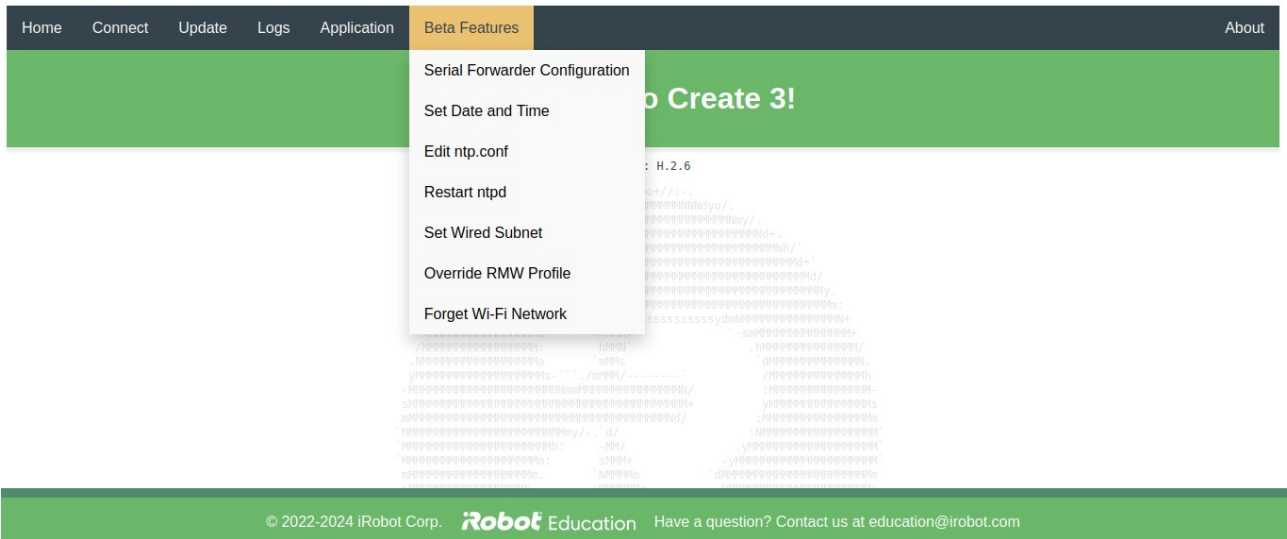 Home Connect Update Logs Application Beta Features About
Serial Forwarder Configuration
o Create 3!
Set Date and Time
Edit ntp.conf
: H.2.6
Restart ntpd
Set Wired Subnet
Override RMW Profile
Forget Wi-Fi Network
© 2022-2024 iRobot Corp. iRobot Education Have a question? Contact us at education@irobot.com